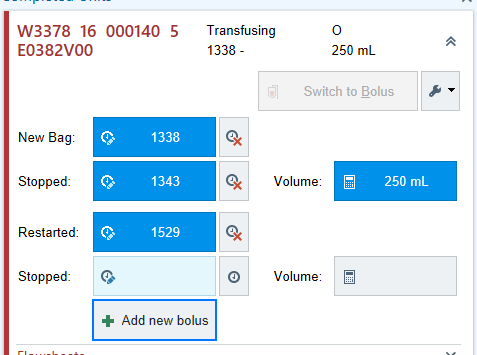 Completed Units
W3378 16 000140 5 Transfusing O
E0382V00 1338 - 250 mL
Switch to Bolus
New Bag: 1338
Stopped: 1343 Volume: 250 mL
Restarted: 1529
Stopped: Volume:
Add new bolus
Flowsheets